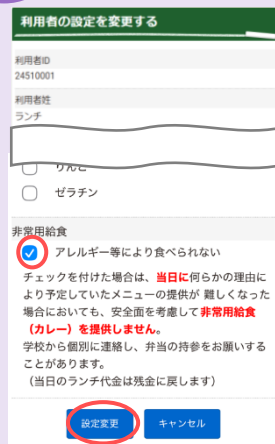 利用者の設定を変更する
利用者ID
24510001
利用者姓
ランチ
りんご
ゼラチン
非常用給食
アレルギー等により食べられない
チェックを付けた場合は、当日に何らかの理由に
より予定していたメニューの提供が 難しくなった
場合においても、安全面を考慮して非常用給食
（カレー）を提供しません。
学校から個別に連絡し、弁当の持参をお願いする
ことがあります。
（当日のランチ代金は残金に戻します）
設定変更 キャンセル